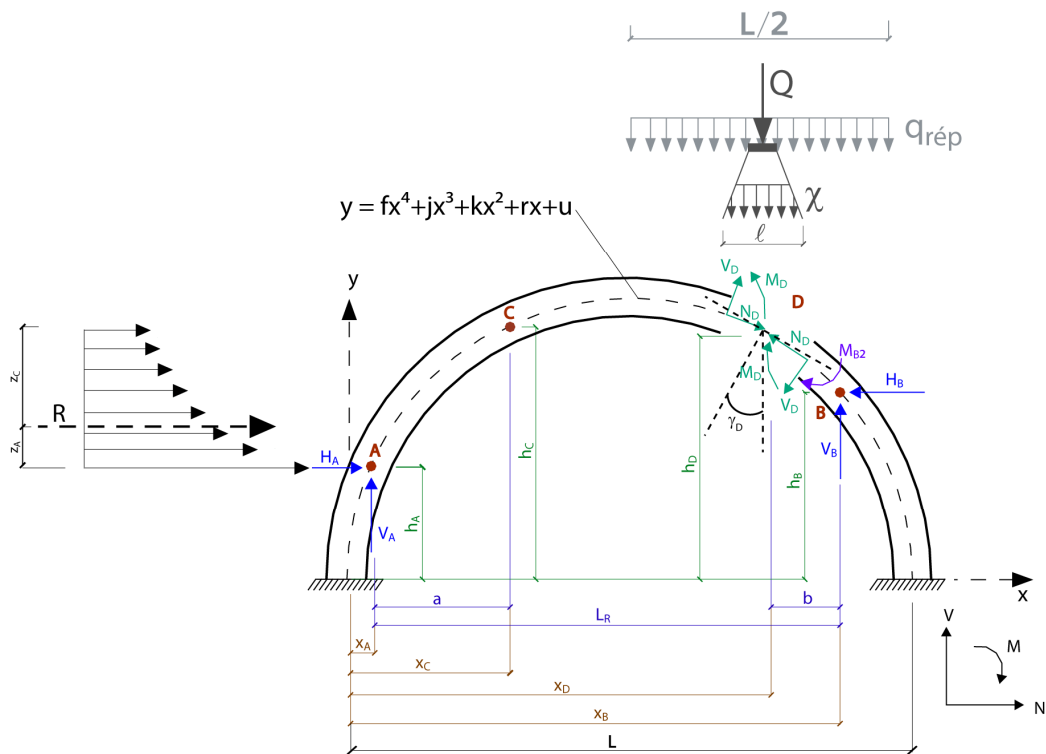 L/2
Q
q_rép
χ
ℓ
y = fx⁴+jx³+kx²+rx+u
y
V_D
M_D
D
N_D
C
z_C
R
z_A
N_D
M_B2
M_D
V_D
H_B
B
γ_D
A
H_A
V_B
h_C
h_D
h_B
h_A
V_A
x
a
b
L_R
x_A
V
M
x_C
x_D
N
x_B
L